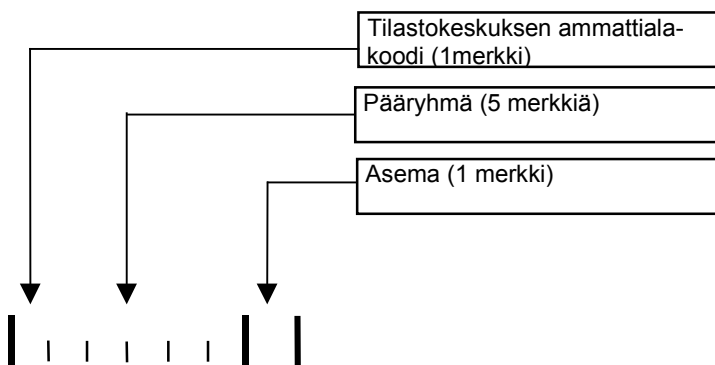 Tilastokeskuksen ammattiala-
koodi (1merkki)
Pääryhmä (5 merkkiä)
Asema (1 merkki)